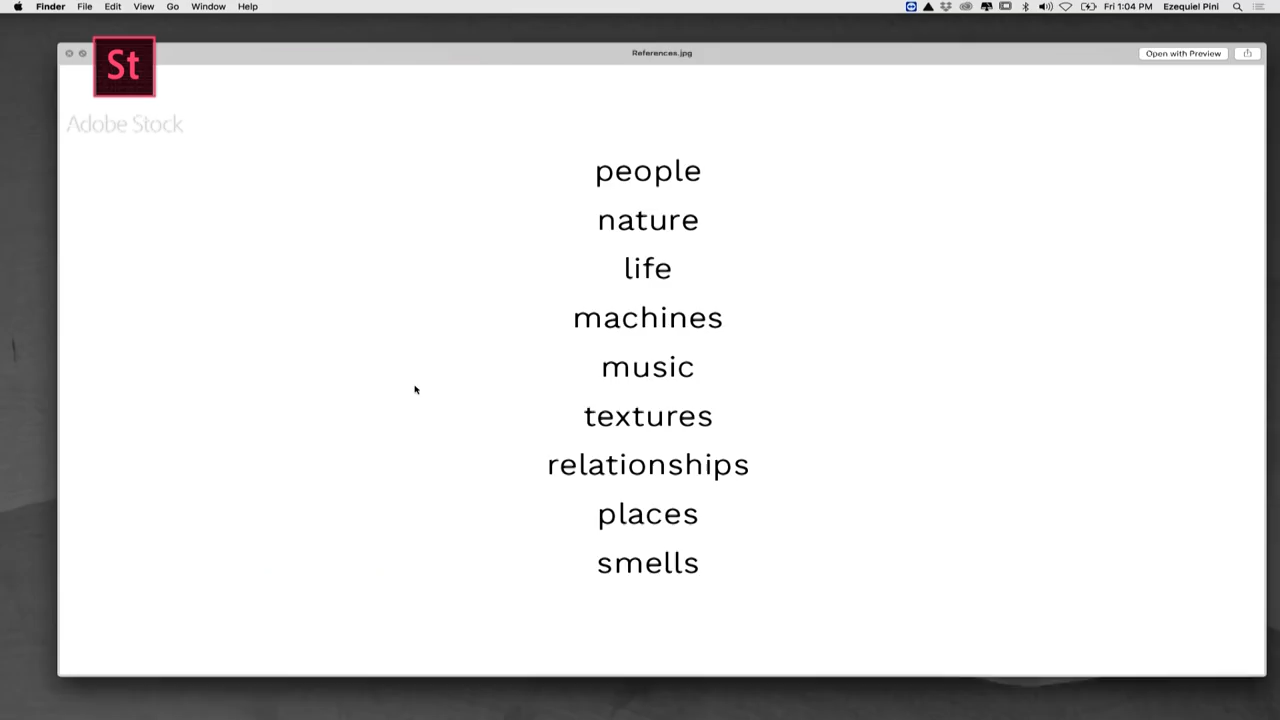 Finder File Edit View Go Window Help Fri 1:04 PM Ezequiel Pini
References.jpg Open with Preview
St
Adobe Stock
people
nature
life
machines
music
textures
relationships
places
smells